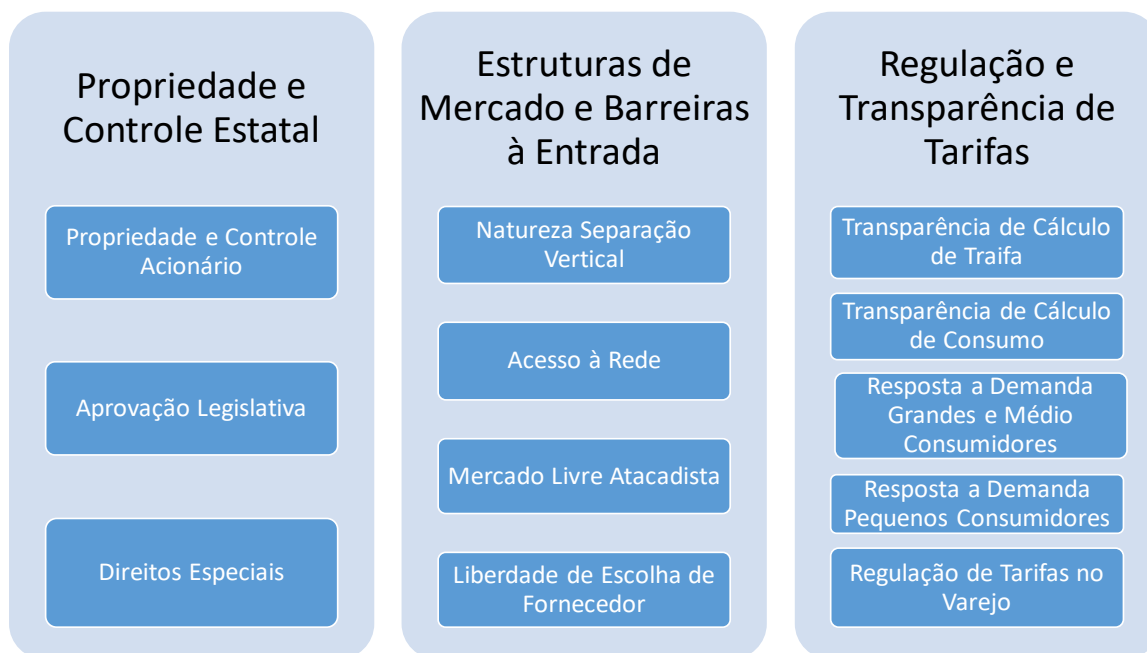 Propriedade e
Controle Estatal
Propriedade e Controle
Acionário
Aprovação Legislativa
Direitos Especiais
Estruturas de
Mercado e Barreiras
à Entrada
Natureza Separação
Vertical
Acesso à Rede
Mercado Livre Atacadista
Liberdade de Escolha de
Fornecedor
Regulação e
Transparência de
Tarifas
Transparência de Cálculo
de Traifa
Transparência de Cálculo
de Consumo
Resposta a Demanda
Grandes e Médio
Consumidores
Resposta a Demanda
Pequenos Consumidores
Regulação de Tarifas no
Varejo